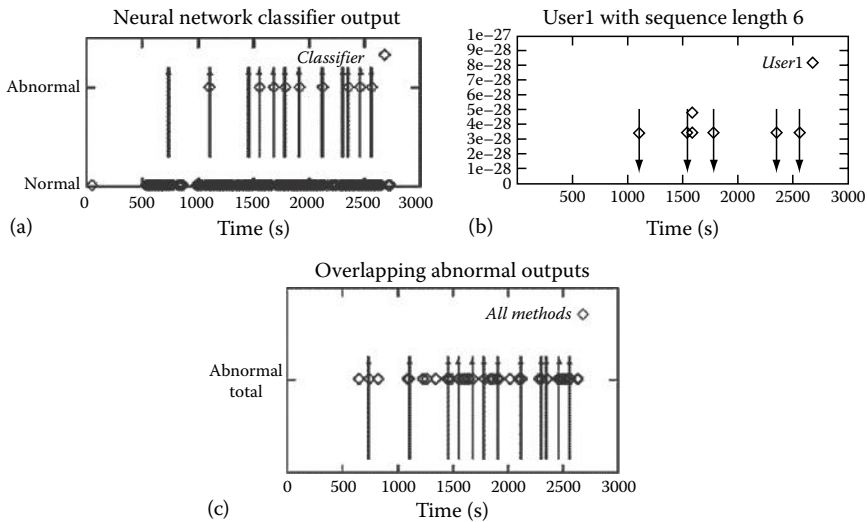 Neural network classifier output
Classifier
Abnormal
Normal
0 500 1000 1500 2000 2500 3000
(a)
Time (s)
User1 with sequence length 6
1e−27
9e−28
8e−28
7e−28
6e−28
5e−28
4e−28
3e−28
2e−28
1e−28
0
User1
500 1000 1500 2000 2500 3000
(b)
Time (s)
Overlapping abnormal outputs
All methods
Abnormal
total
0 500 1000 1500 2000 2500 3000
(c)
Time (s)